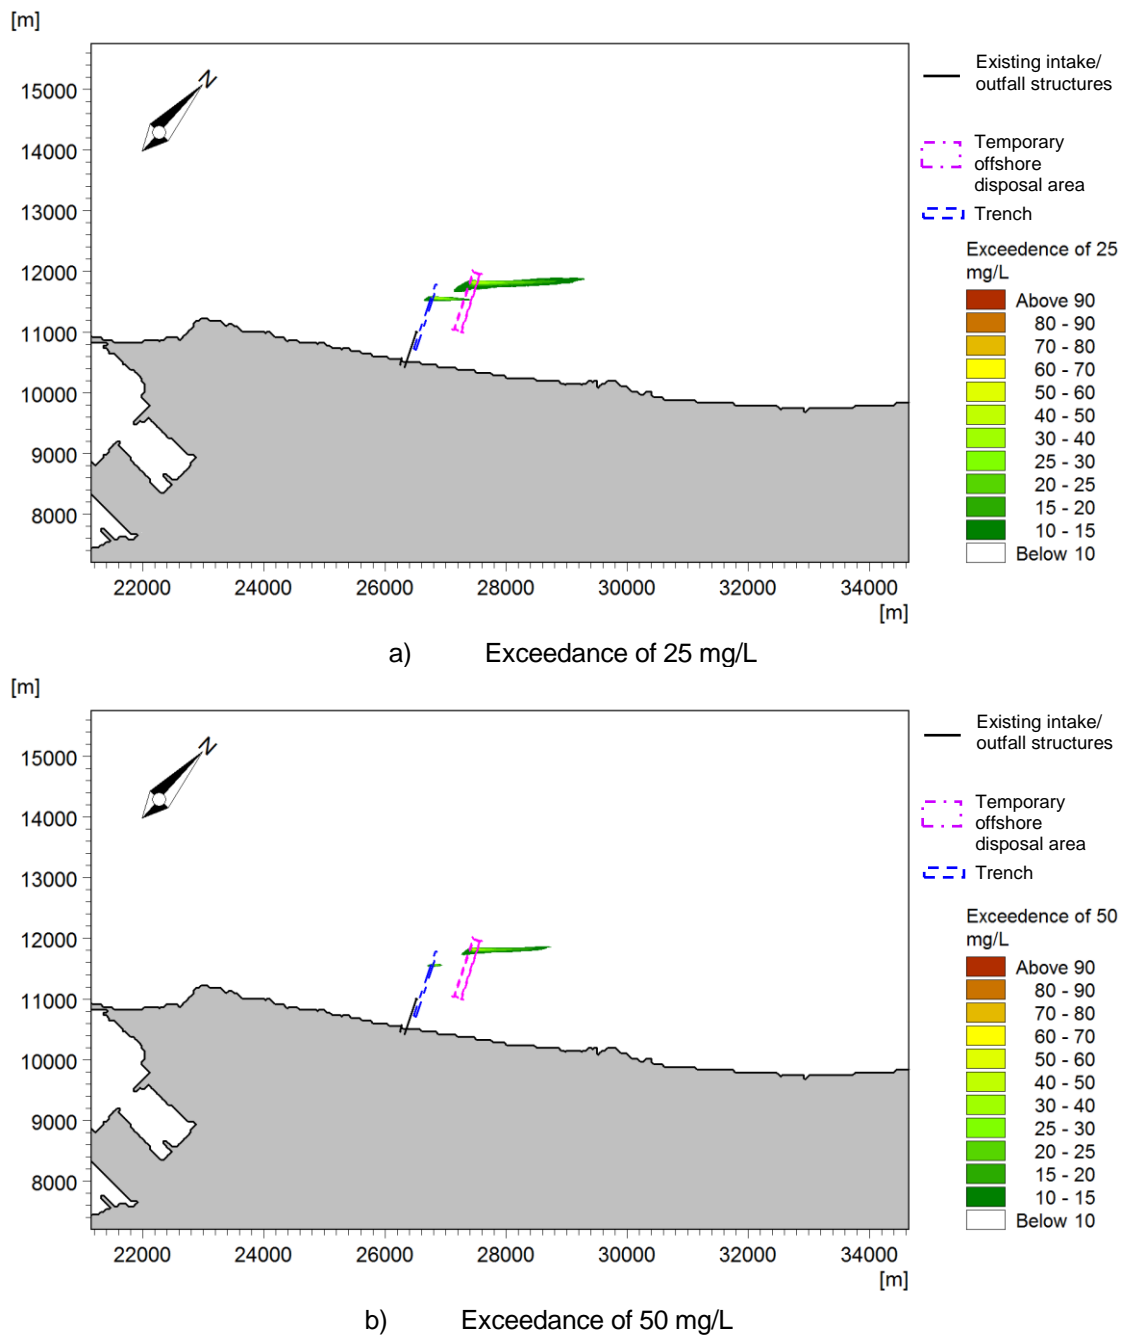 [m]
15000
14000
13000
12000
11000
10000
9000
8000
N
22000 24000 26000 28000 30000 32000 34000
[m]
Existing intake/
outfall structures
Temporary
offshore
disposal area
Trench
Exceedence of 25
mg/L
Above 90
80 - 90
70 - 80
60 - 70
50 - 60
40 - 50
30 - 40
25 - 30
20 - 25
15 - 20
10 - 15
Below 10
a) Exceedance of 25 mg/L
[m]
15000
14000
13000
12000
11000
10000
9000
8000
N
22000 24000 26000 28000 30000 32000 34000
[m]
Existing intake/
outfall structures
Temporary
offshore
disposal area
Trench
Exceedence of 50
mg/L
Above 90
80 - 90
70 - 80
60 - 70
50 - 60
40 - 50
30 - 40
25 - 30
20 - 25
15 - 20
10 - 15
Below 10
b) Exceedance of 50 mg/L